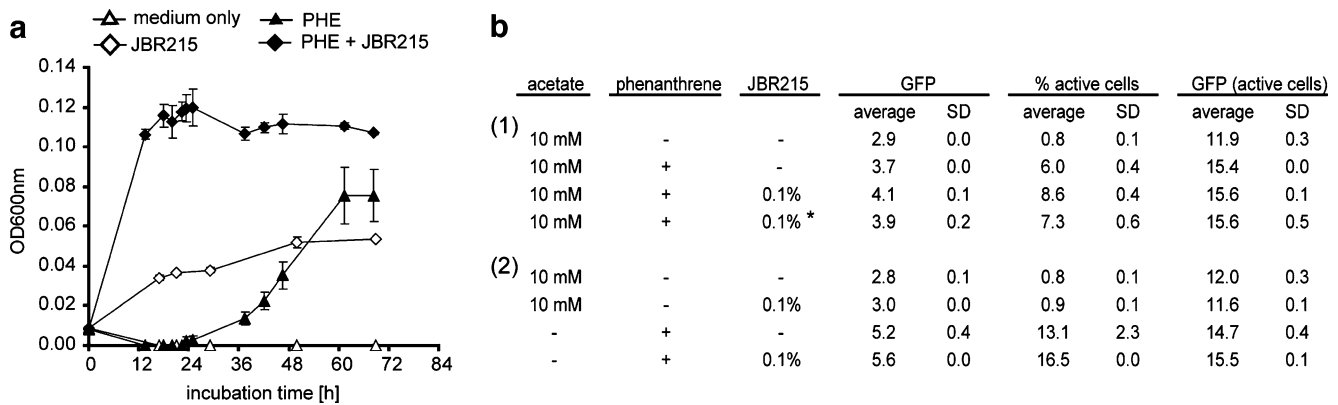 a
medium only
PHE
JBR215
PHE + JBR215
0.14
0.12
0.10
0.08
0.06
0.04
0.02
0.00
OD600nm
0 12 24 36 48 60 72 84
incubation time [h]
b
acetate phenanthrene JBR215 GFP % active cells GFP (active cells)
average SD average SD average SD
(1)
10 mM - - 2.9 0.0 0.8 0.1 11.9 0.3
10 mM + - 3.7 0.0 6.0 0.4 15.4 0.0
10 mM + 0.1% 4.1 0.1 8.6 0.4 15.6 0.1
10 mM + 0.1% * 3.9 0.2 7.3 0.6 15.6 0.5
(2)
10 mM - - 2.8 0.1 0.8 0.1 12.0 0.3
10 mM - 0.1% 3.0 0.0 0.9 0.1 11.6 0.1
- + - 5.2 0.4 13.1 2.3 14.7 0.4
- + 0.1% 5.6 0.0 16.5 0.0 15.5 0.1